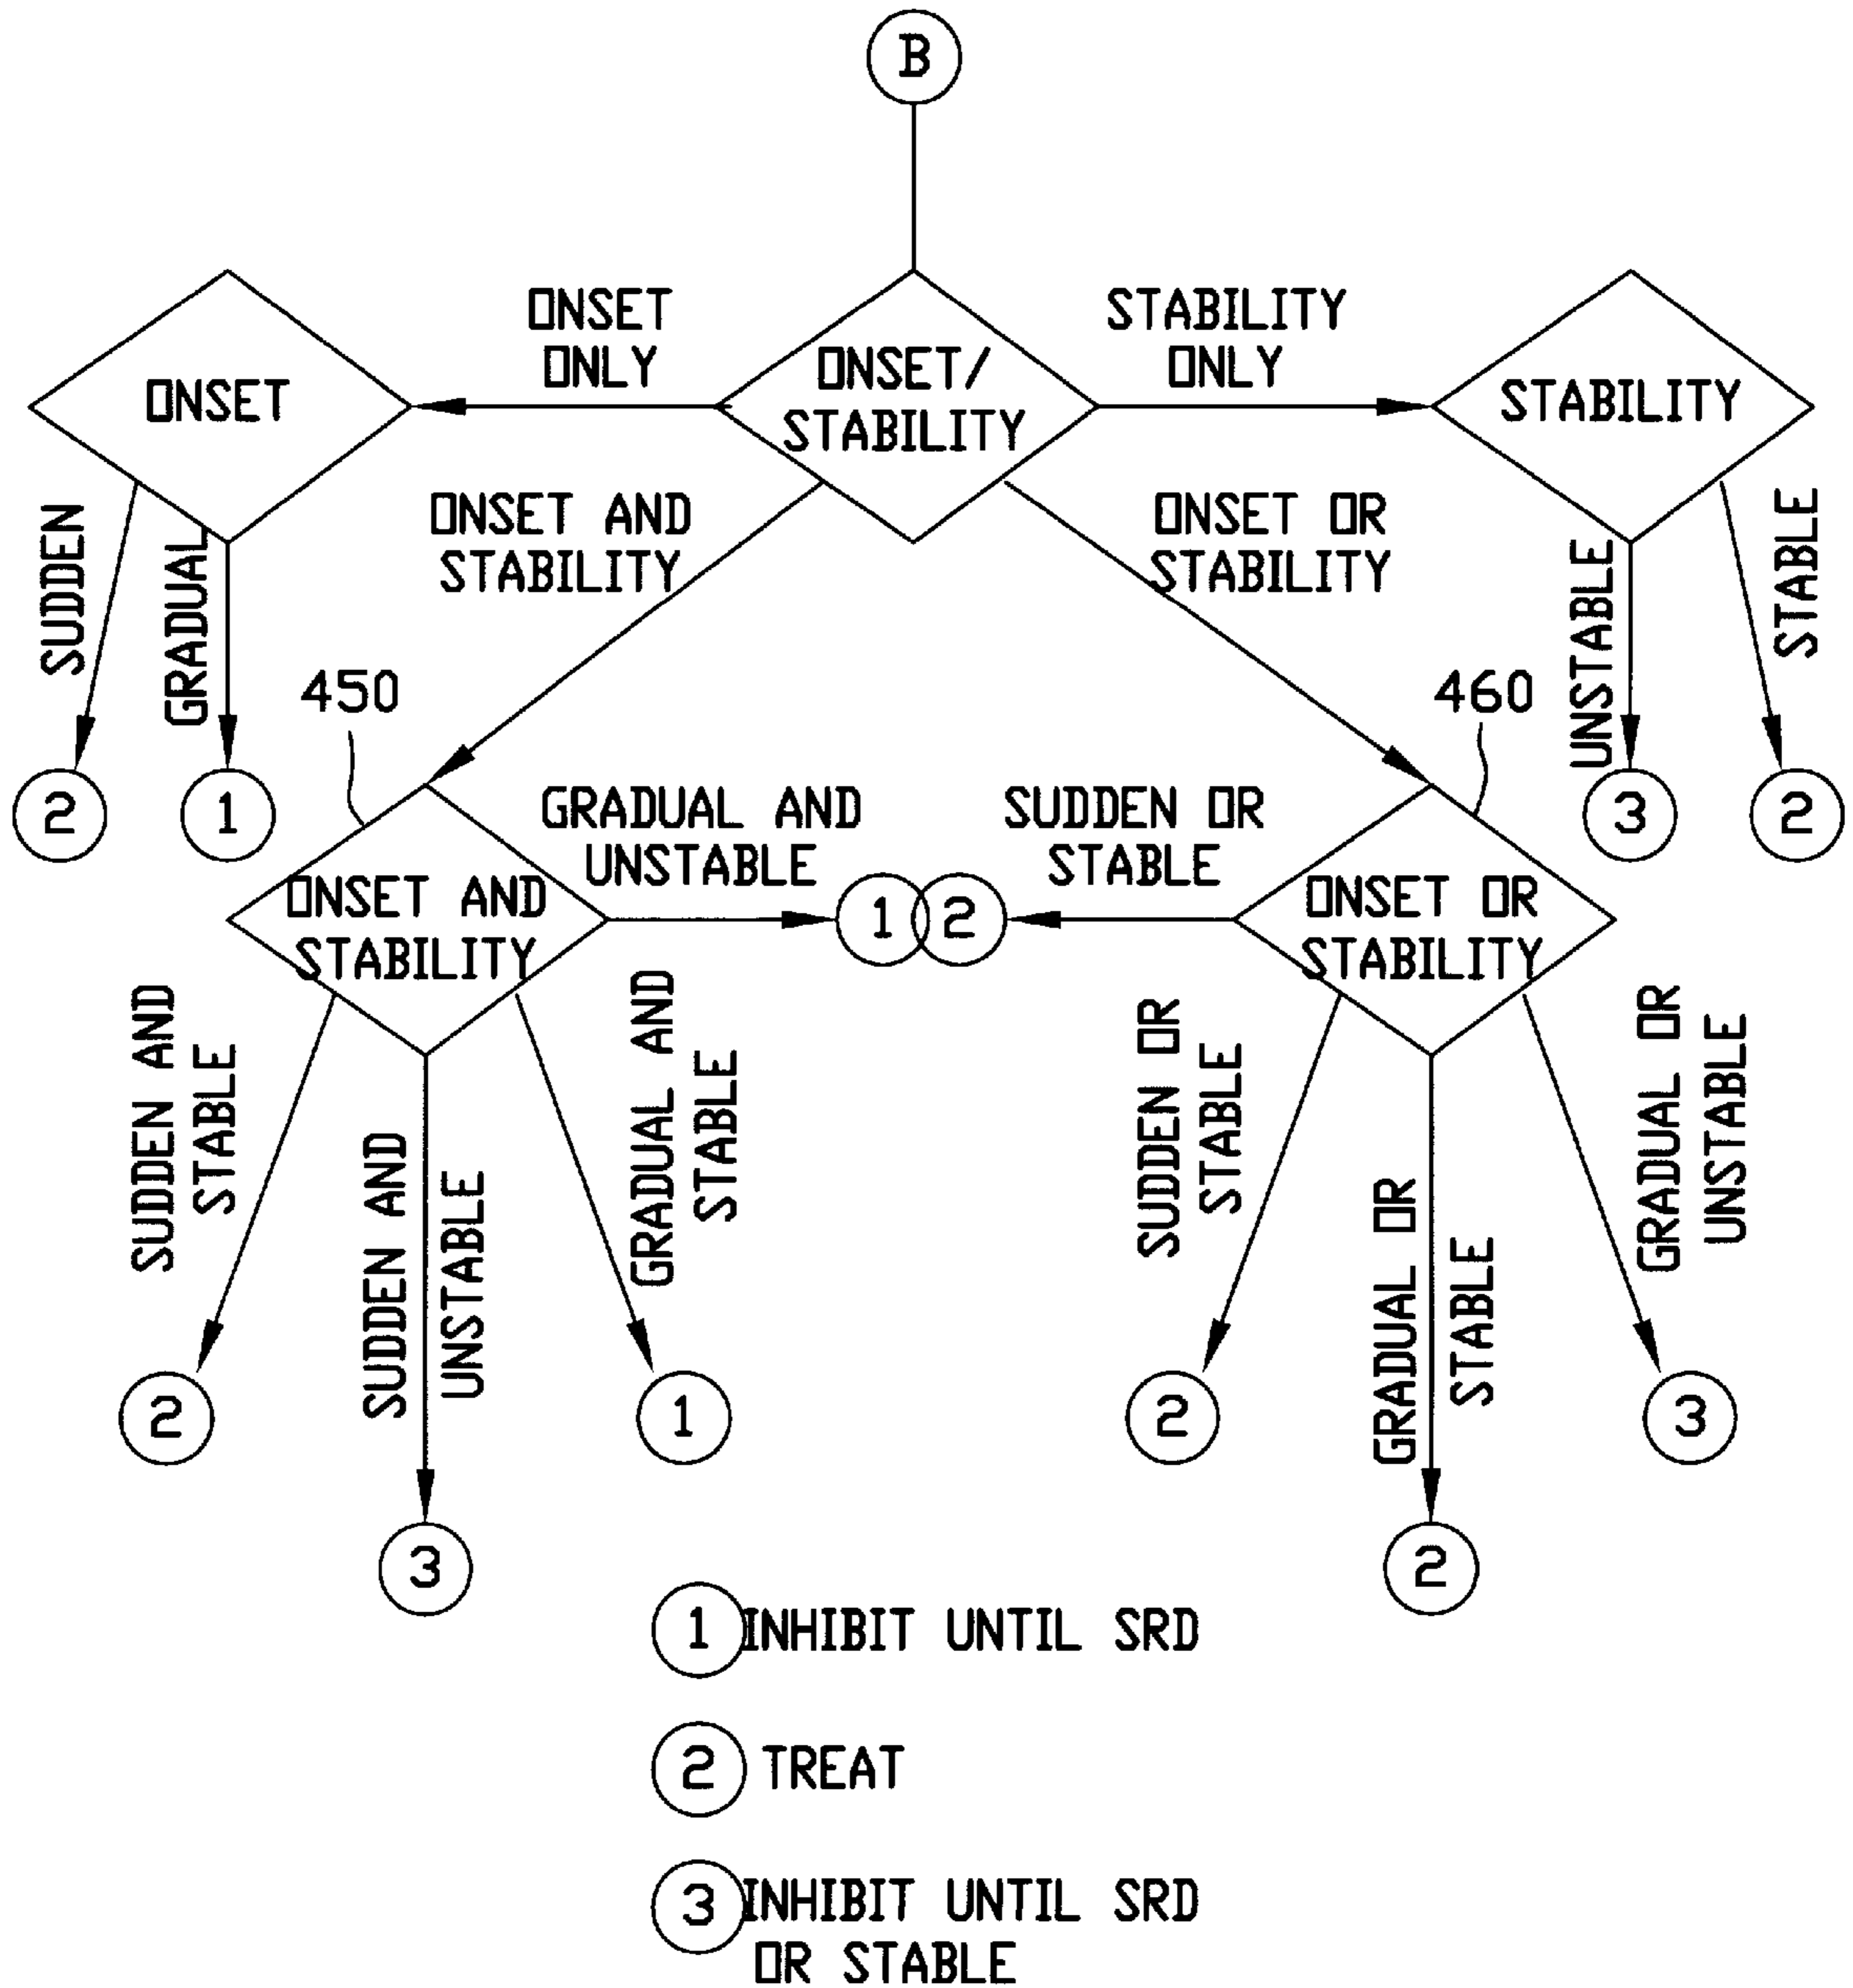 B
ONSET
ONLY
STABILITY
ONLY
ONSET
ONSET/
STABILITY
STABILITY
ONSET AND
STABILITY
ONSET OR
STABILITY
SUDDEN
GRADUAL
UNSTABLE
STABLE
450
460
2
1
3
2
GRADUAL AND
UNSTABLE
SUDDEN OR
STABLE
ONSET AND
STABILITY
1
2
ONSET OR
STABILITY
SUDDEN AND
STABLE
SUDDEN AND
UNSTABLE
GRADUAL AND
STABLE
SUDDEN OR
STABLE
GRADUAL OR
STABLE
GRADUAL OR
UNSTABLE
2
1
2
3
3
2
1 INHIBIT UNTIL SRD
2 TREAT
3 INHIBIT UNTIL SRD
OR STABLE